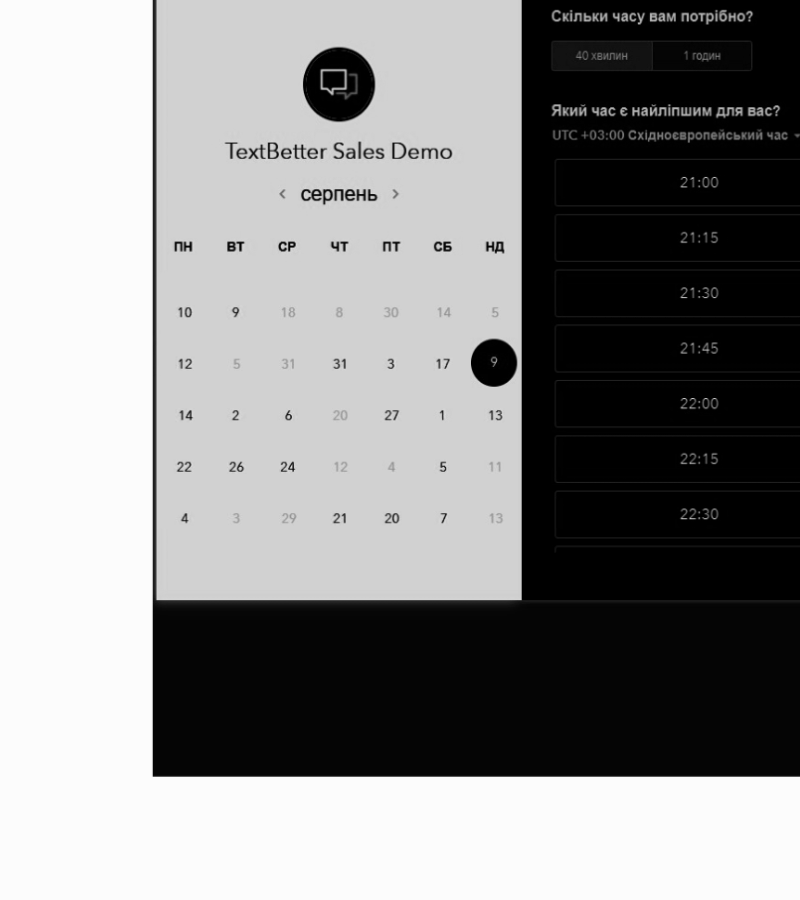 TextBetter Sales Demo
серпень
ПН ВТ СР ЧТ ПТ СБ НД
10 9 18 8 30 14 5
12 5 31 31 3 17 9
14 2 6 20 27 1 13
22 26 24 12 4 5 11
4 3 29 21 20 7 13
Скільки часу вам потрібно?
40 хвилин 1 годин
Який час є найліпшим для вас?
UTC +03:00 Східноєвропейський час
21:00
21:15
21:30
21:45
22:00
22:15
22:30